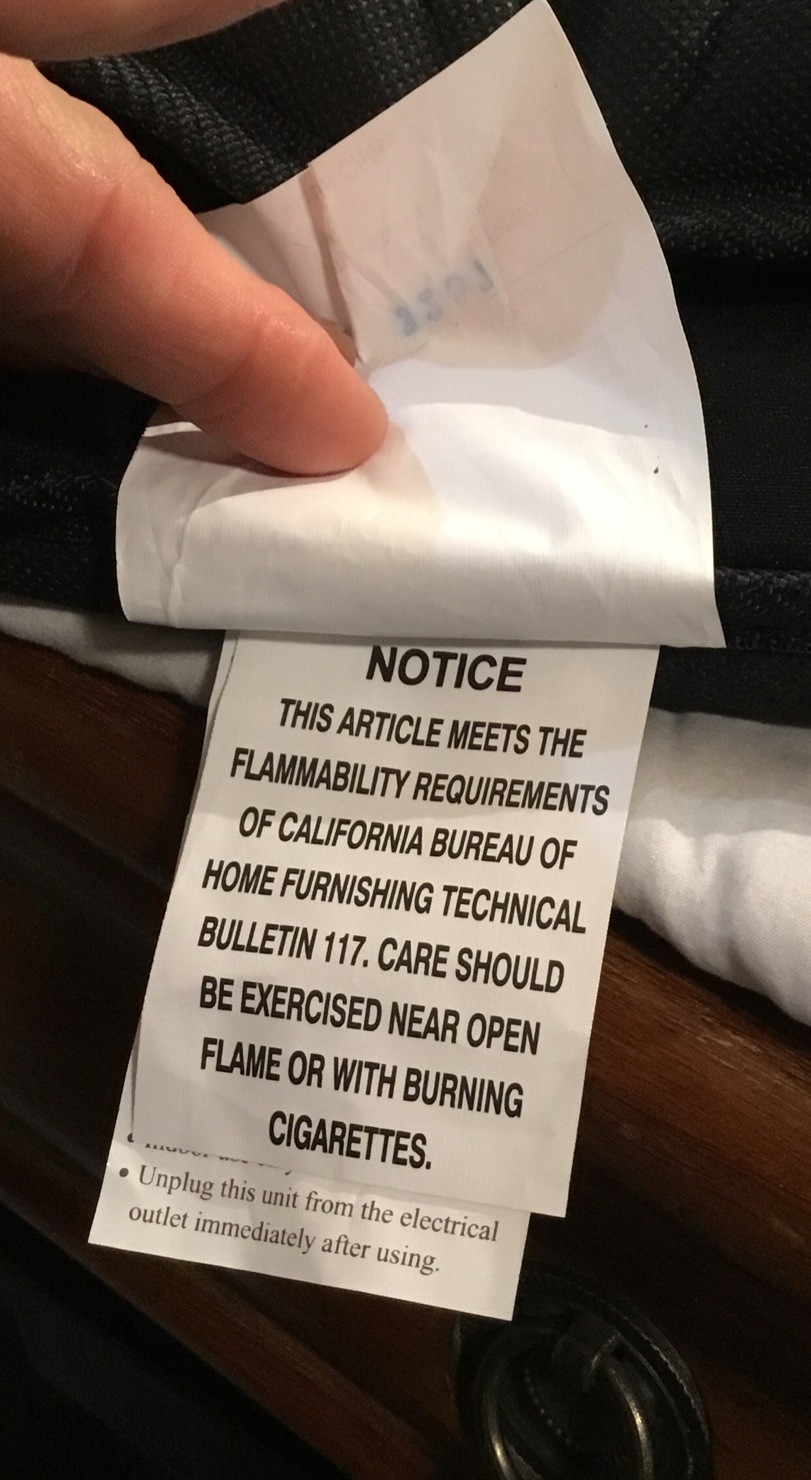 NOTICE
THIS ARTICLE MEETS THE
FLAMMABILITY REQUIREMENTS
OF CALIFORNIA BUREAU OF
HOME FURNISHING TECHNICAL
BULLETIN 117. CARE SHOULD
BE EXERCISED NEAR OPEN
FLAME OR WITH BURNING
CIGARETTES.
• Unplug this unit from the electrical
outlet immediately after using.